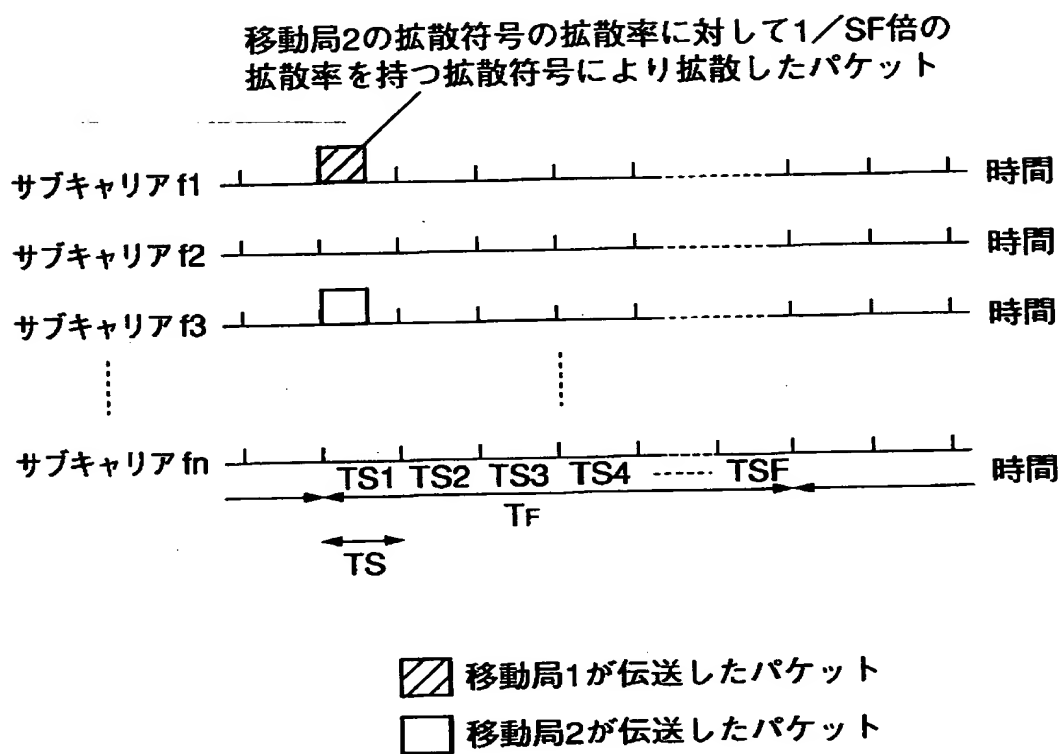 移動局2の拡散符号の拡散率に対して1/SF倍の
拡散率を持つ拡散符号により拡散したパケット
サブキャリアf1 時間
サブキャリアf2 時間
サブキャリアf3 時間
サブキャリアfn 時間
TS1 TS2 TS3 TS4 TSF
TF
TS
移動局1が伝送したパケット
移動局2が伝送したパケット